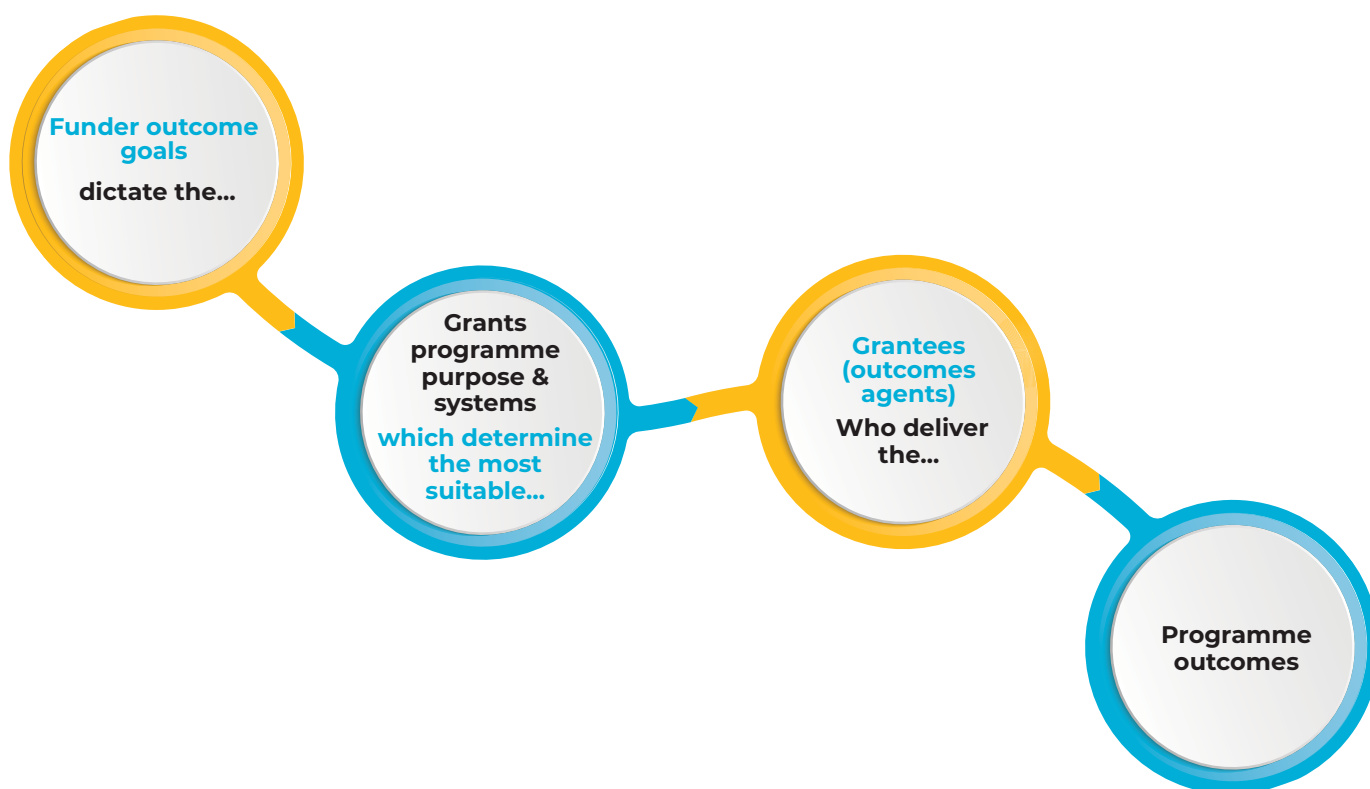 Funder outcome
goals
dictate the...
Grants
programme
purpose &
systems
which determine
the most
suitable...
Grantees
(outcomes
agents)
Who deliver
the...
Programme
outcomes